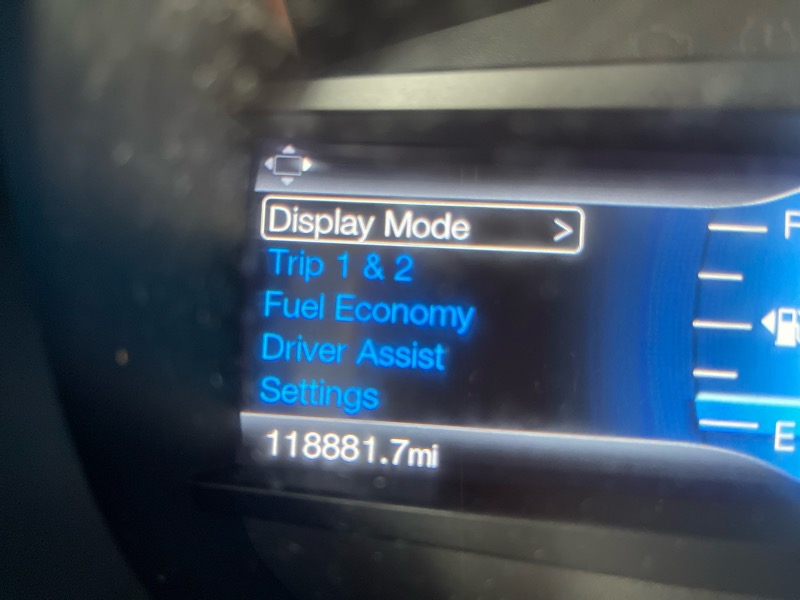 Display Mode >
Trip 1 & 2
Fuel Economy
Driver Assist
Settings
118881.7mi
F
E